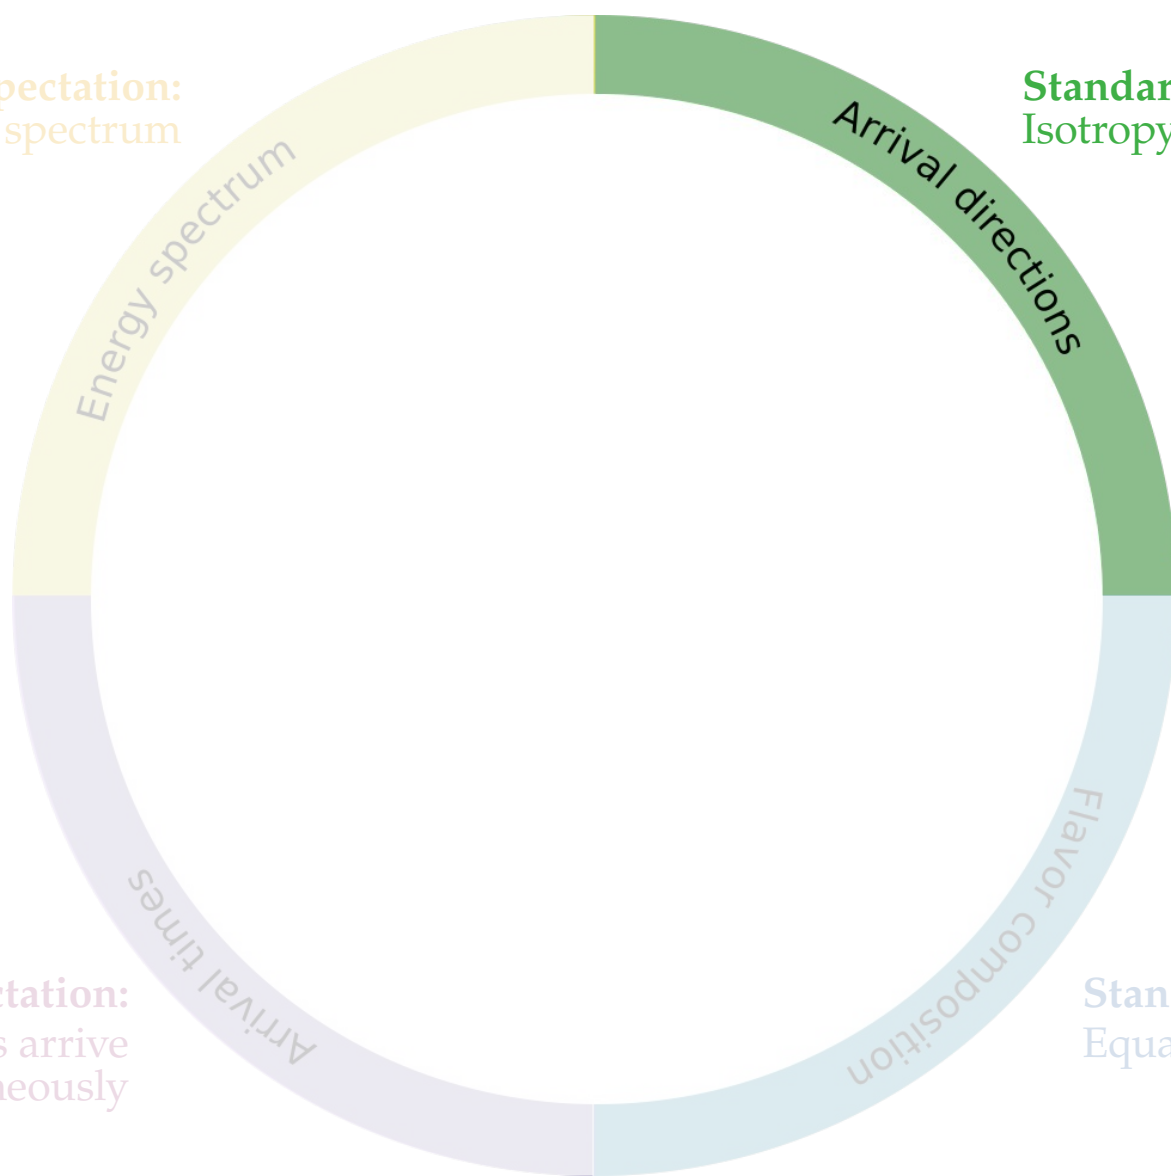 pectation:
spectrum
Energy spectrum
Arrival directions
Standar
Isotropy
Arrival times
Flavor composition
ctation:
s arrive
neously
Stan
Equa